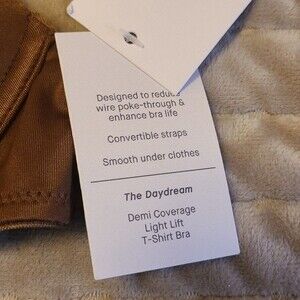 Designed to reduce
wire poke-through &
enhance bra life
Convertible straps
Smooth under clothes
The Daydream
Demi Coverage
Light Lift
T-Shirt Bra